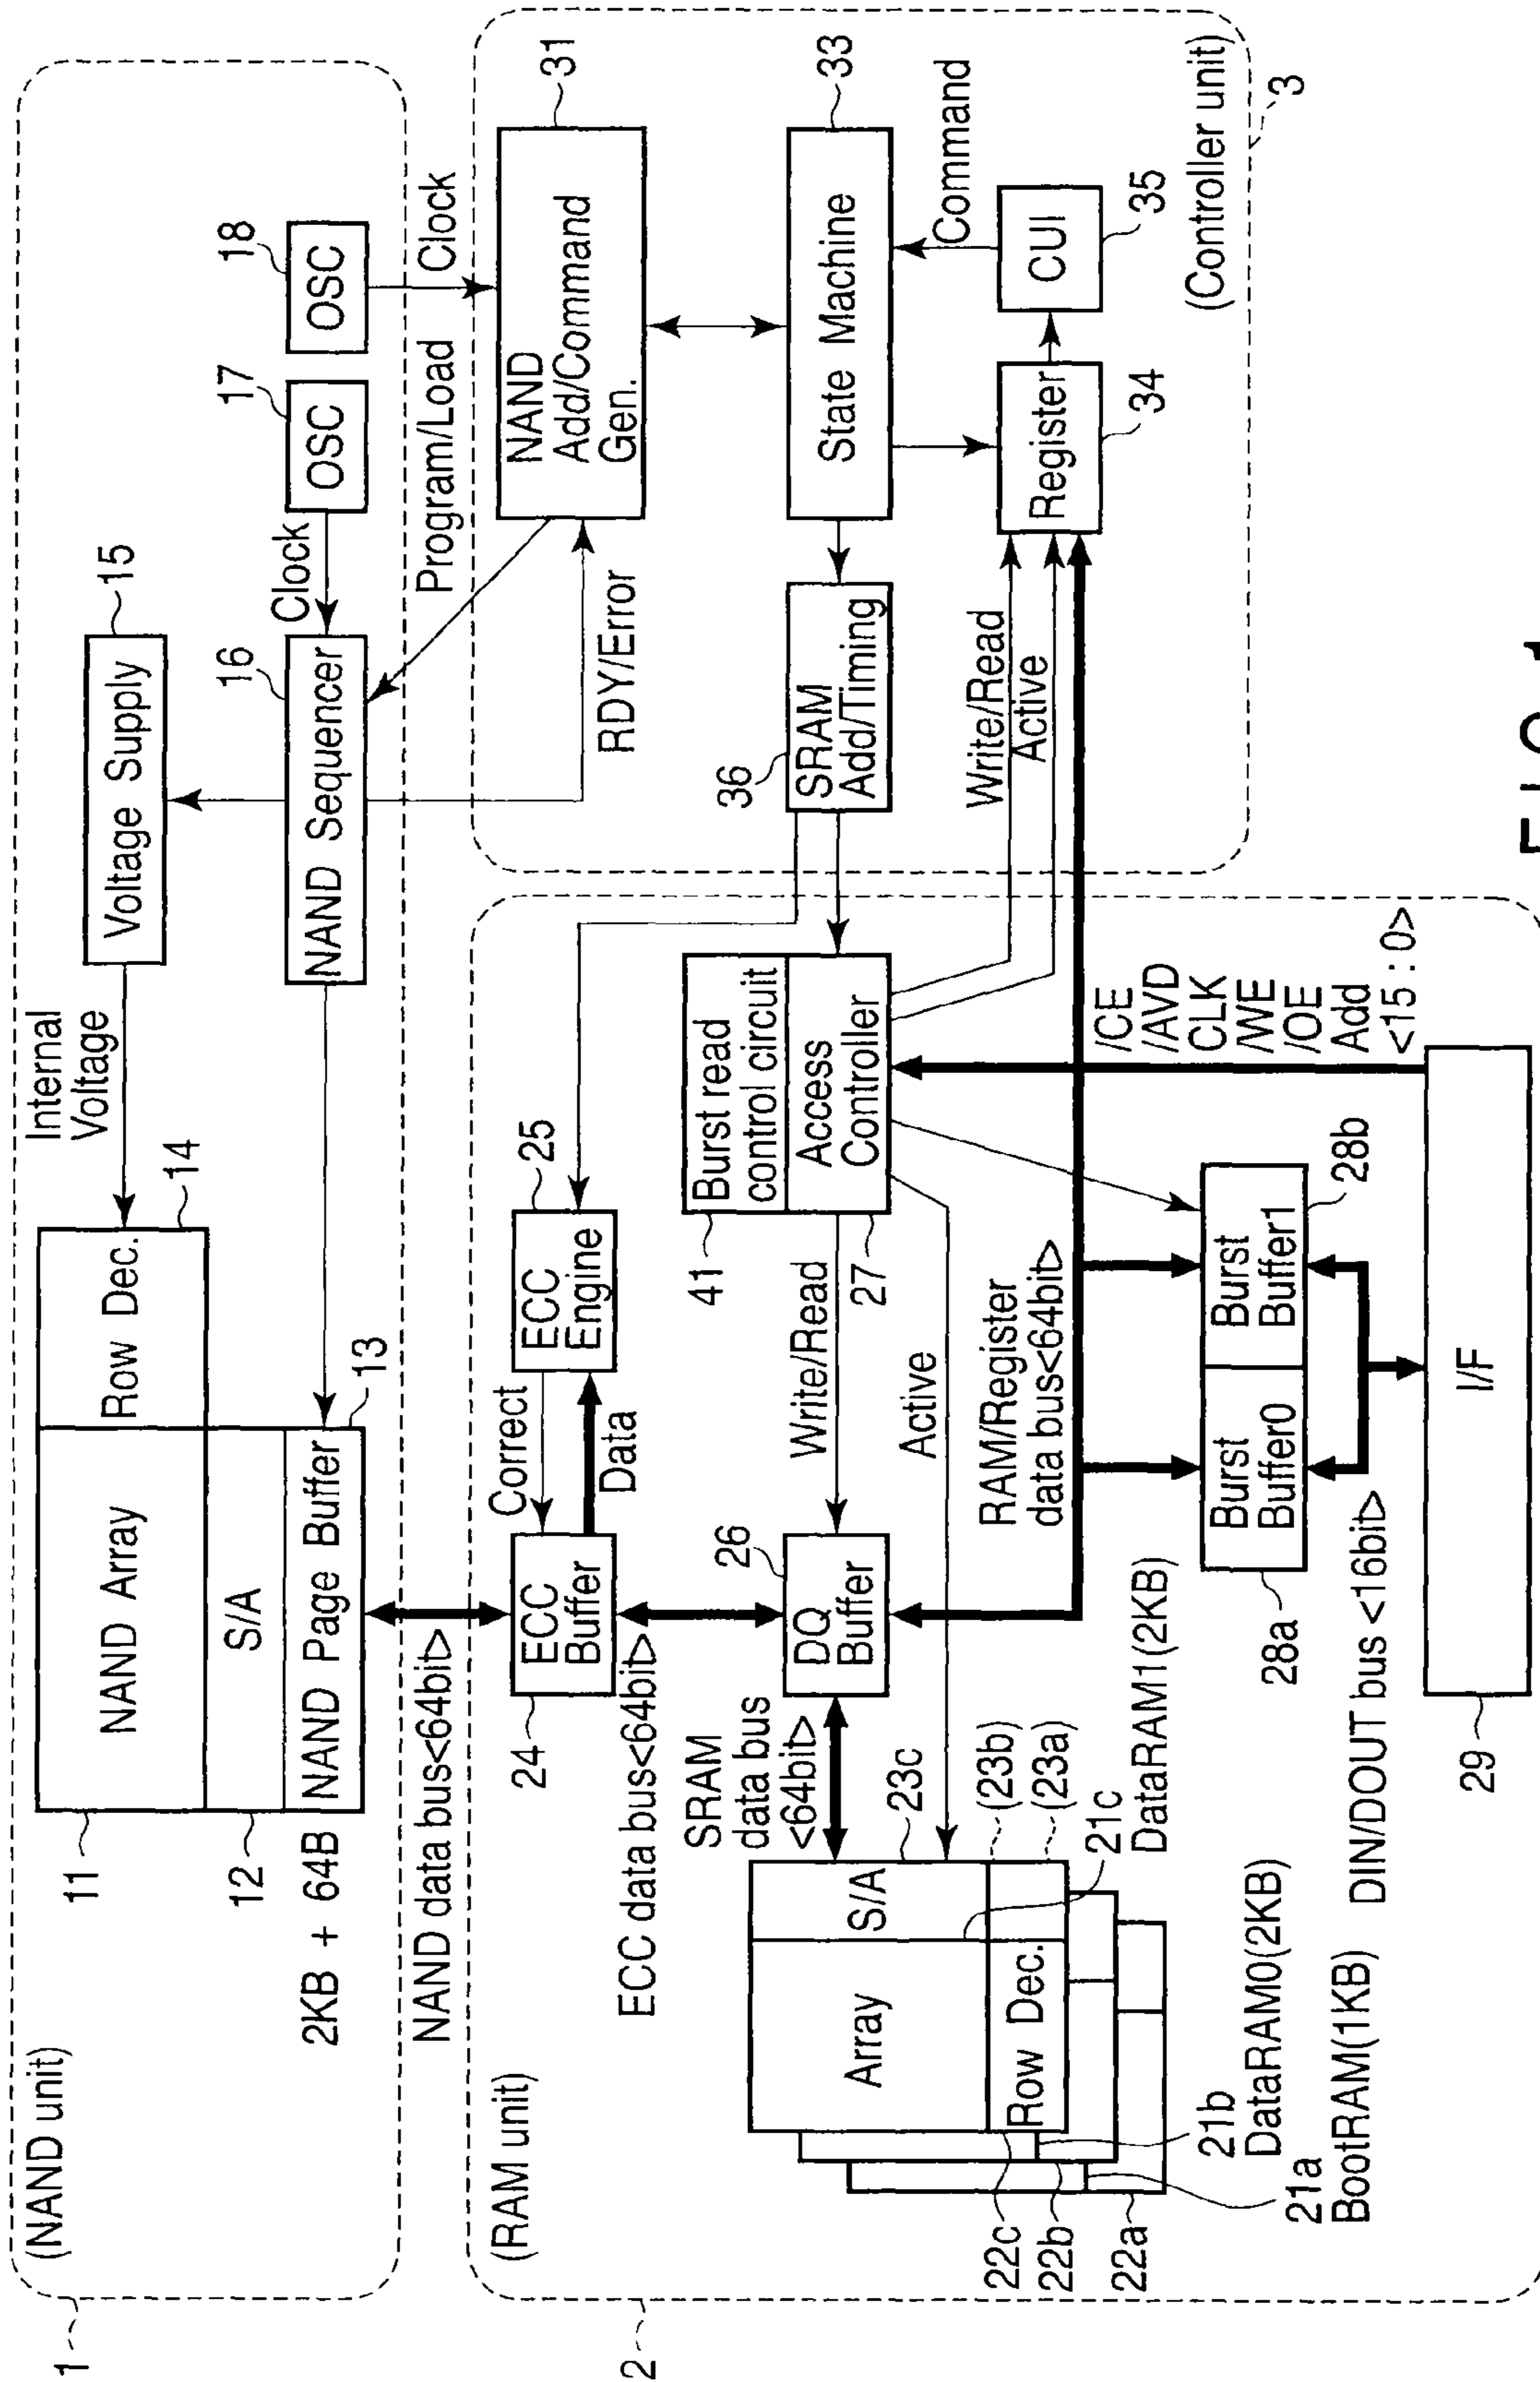 1
(NAND unit)
11
NAND Array
Row Dec.
14
Internal
Voltage
Voltage Supply
15
12
S/A
2KB + 64B
NAND Page Buffer
13
16
NAND Sequencer
Clock
17
OSC
18
OSC
NAND data bus<64bit>
Program/Load
Clock
2
(RAM unit)
24
ECC
Buffer
Correct
Data
25
ECC
Engine
ECC data bus<64bit>
RDY/Error
NAND
Add/Command
Gen.
31
SRAM
data bus
<64bit>
26
DQ
Buffer
Write/Read
Active
41
Burst read
control circuit
Access
Controller
27
36
SRAM
Add/Timing
State Machine
33
Array
S/A
23c
Row Dec.
(23b)
(23a)
21c
DataRAM1(2KB)
22c
22b
22a
21b
DataRAM0(2KB)
21a
BootRAM(1KB)
RAM/Register
data bus<64bit>
Write/Read
Active
Register
34
CUI
35
Command
(Controller unit)
3
28a
Burst
Buffer0
Burst
Buffer1
28b
/CE
/AVD
CLK
/WE
/OE
Add
<15:0>
DIN/DOUT bus <16bit>
29
I/F